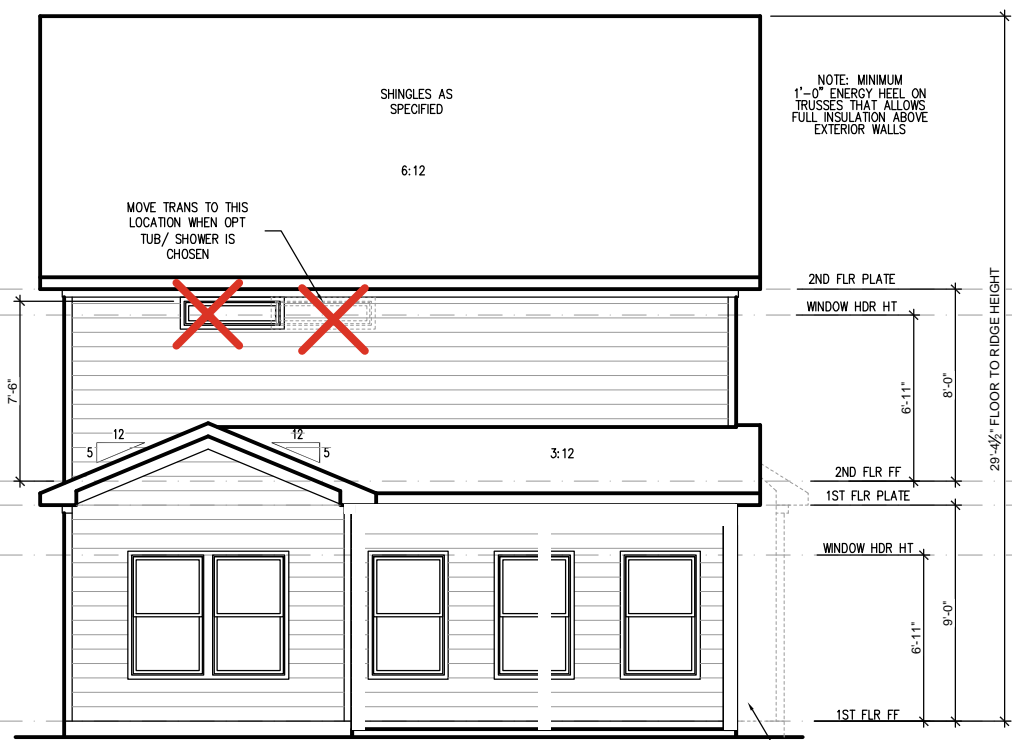 SHINGLES AS
SPECIFIED
6:12
NOTE: MINIMUM
1'-0" ENERGY HEEL ON
TRUSSES THAT ALLOWS
FULL INSULATION ABOVE
EXTERIOR WALLS
MOVE TRANS TO THIS
LOCATION WHEN OPT
TUB/ SHOWER IS
CHOSEN
2ND FLR PLATE
WINDOW HDR HT
7'-6"
6'-11"
8'-0"
29'-4½" FLOOR TO RIDGE HEIGHT
12
5
12
5
3:12
2ND FLR FF
1ST FLR PLATE
WINDOW HDR HT
6'-11"
9'-0"
1ST FLR FF